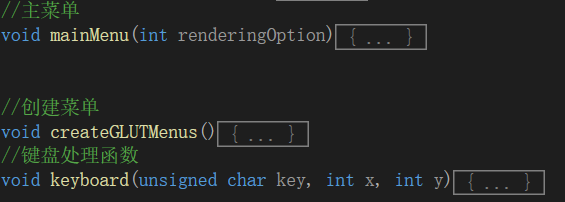 //主菜单
void mainMenu(int renderingOption){ ... }
//创建菜单
void createGLUTMenus(){ ... }
//键盘处理函数
void keyboard(unsigned char key, int x, int y){ ... }